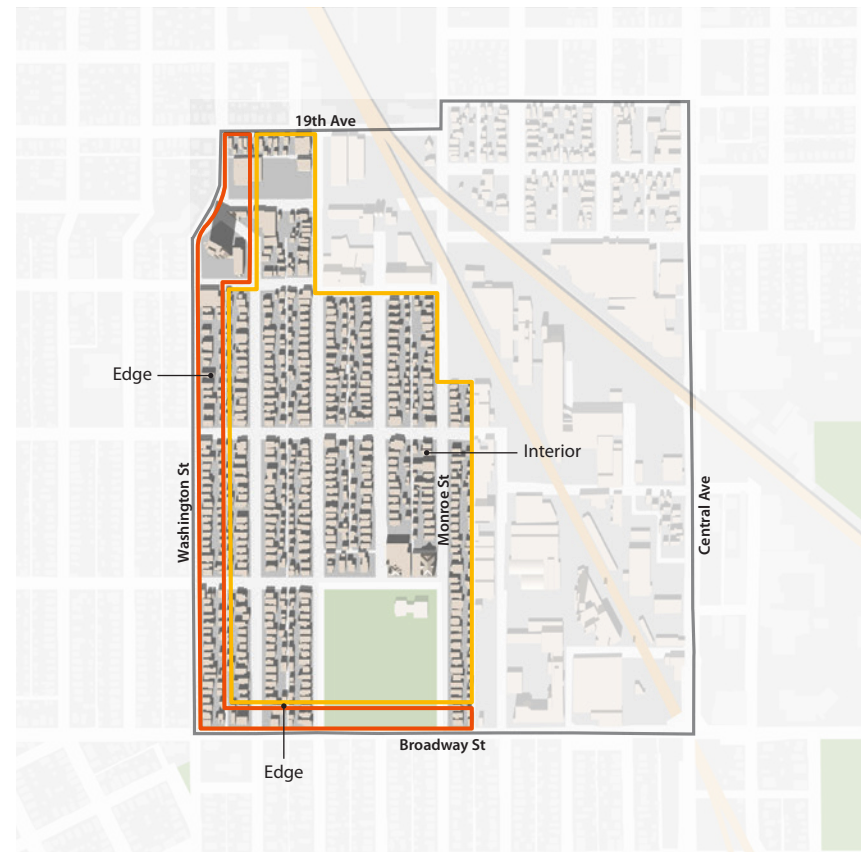 19th Ave
Edge
Interior
Washington St
Monroe St
Central Ave
Broadway St
Edge